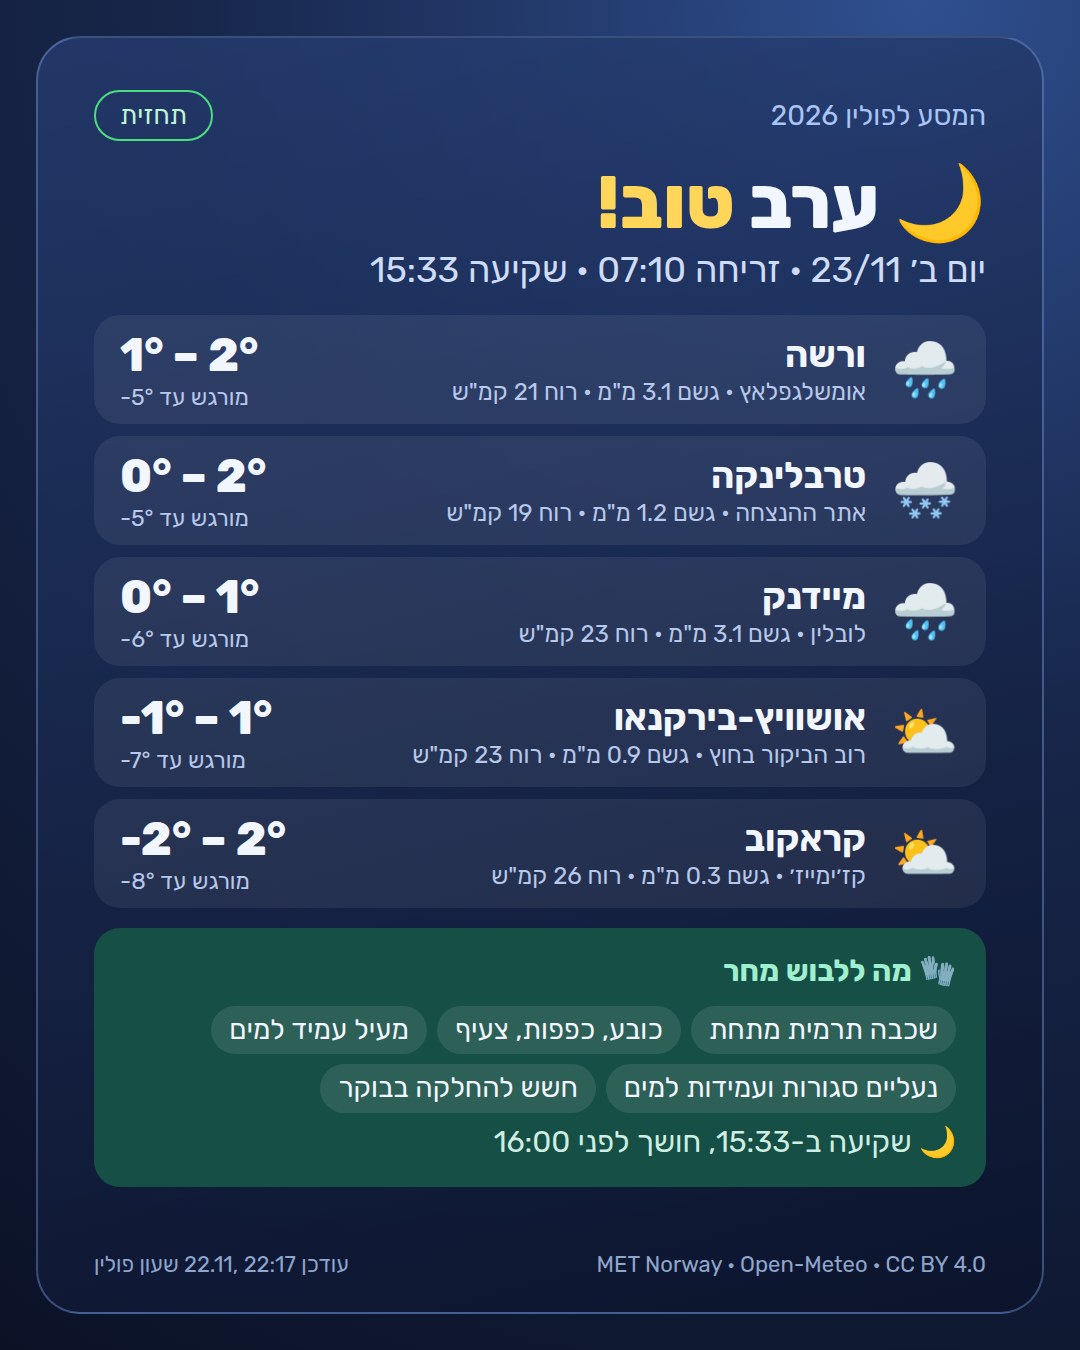 המסע לפולין 2026
תחזית
ערב טוב!
יום ב׳ 23/11 • זריחה 07:10 • שקיעה 15:33
ורשה
אומשלגפלאץ • גשם 3.1 מ"מ • רוח 21 קמ"ש
1° – 2°
מורגש עד -5°
טרבלינקה
אתר ההנצחה • גשם 1.2 מ"מ • רוח 19 קמ"ש
0° – 2°
מורגש עד -5°
מיידנק
לובלין • גשם 3.1 מ"מ • רוח 23 קמ"ש
0° – 1°
מורגש עד -6°
אושוויץ-בירקנאו
רוב הביקור בחוץ • גשם 0.9 מ"מ • רוח 23 קמ"ש
-1° – 1°
מורגש עד -7°
קראקוב
קז׳ימייז׳ • גשם 0.3 מ"מ • רוח 26 קמ"ש
-2° – 2°
מורגש עד -8°
מה ללבוש מחר
שכבה תרמית מתחת
כובע, כפפות, צעיף
מעיל עמיד למים
נעליים סגורות ועמידות למים
חשש להחלקה בבוקר
שקיעה ב-15:33, חושך לפני 16:00
MET Norway • Open-Meteo • CC BY 4.0
עודכן 22:17 ,22.11 שעון פולין